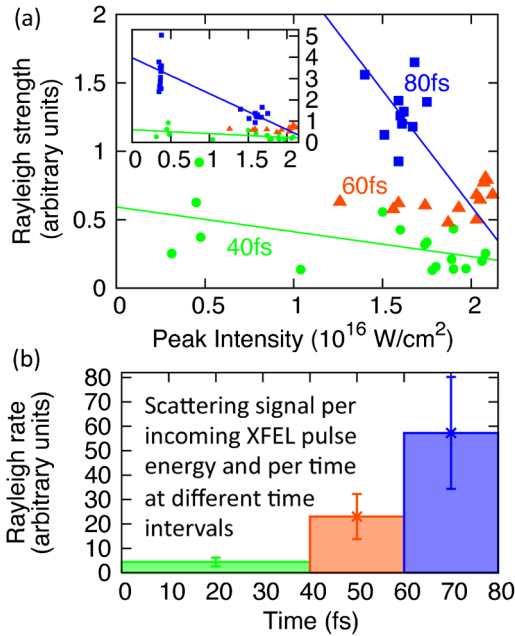 (a)
2
1.5
1
0.5
0
Rayleigh strength
(arbitrary units)
5
4
3
2
1
0
0 0.5 1 1.5 2
80fs
60fs
40fs
0 0.5 1 1.5 2
Peak Intensity (10¹⁶ W/cm²)
(b)
80
70
60
50
40
30
20
10
0
Rayleigh rate
(arbitrary units)
Scattering signal per
incoming XFEL pulse
energy and per time
at different time
intervals
0 10 20 30 40 50 60 70 80
Time (fs)